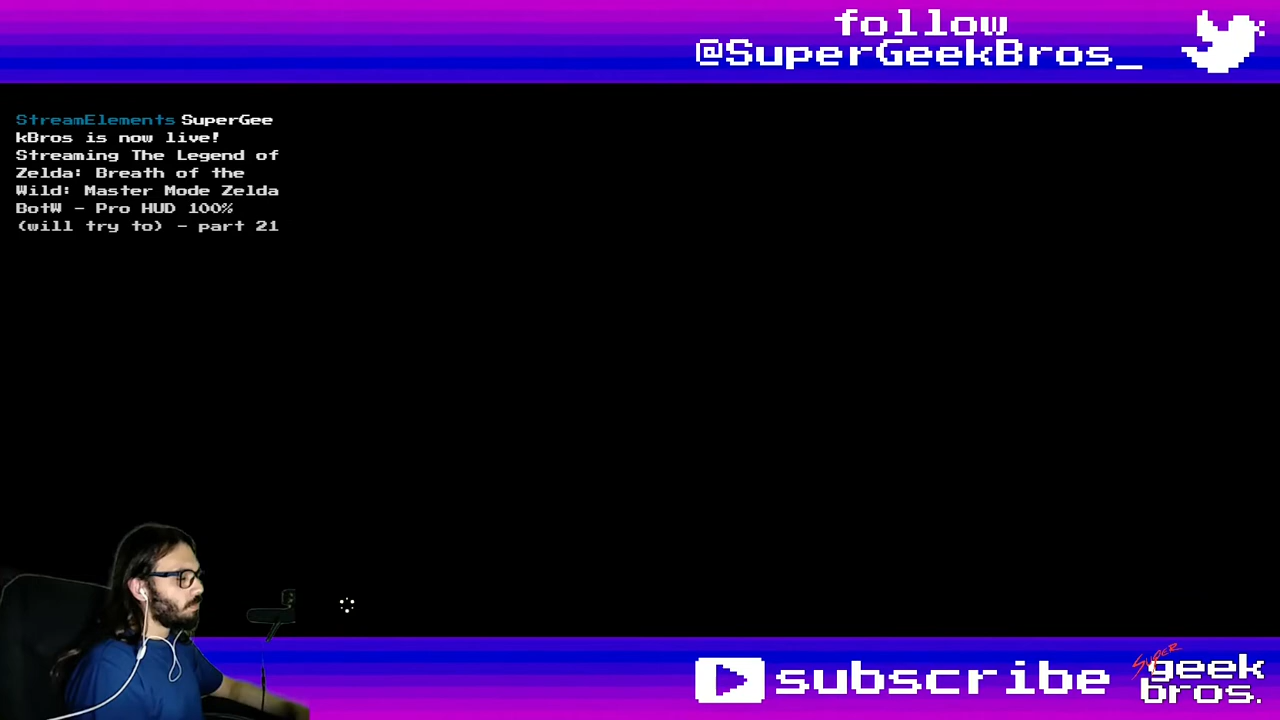 follow
@SuperGeekBros_
StreamElements SuperGee
kBros is now live!
Streaming The Legend of
Zelda: Breath of the
Wild: Master Mode Zelda
BotW - Pro HUD 100%
(will try to) - part 21
subscribe
SUPER
geek
bros.